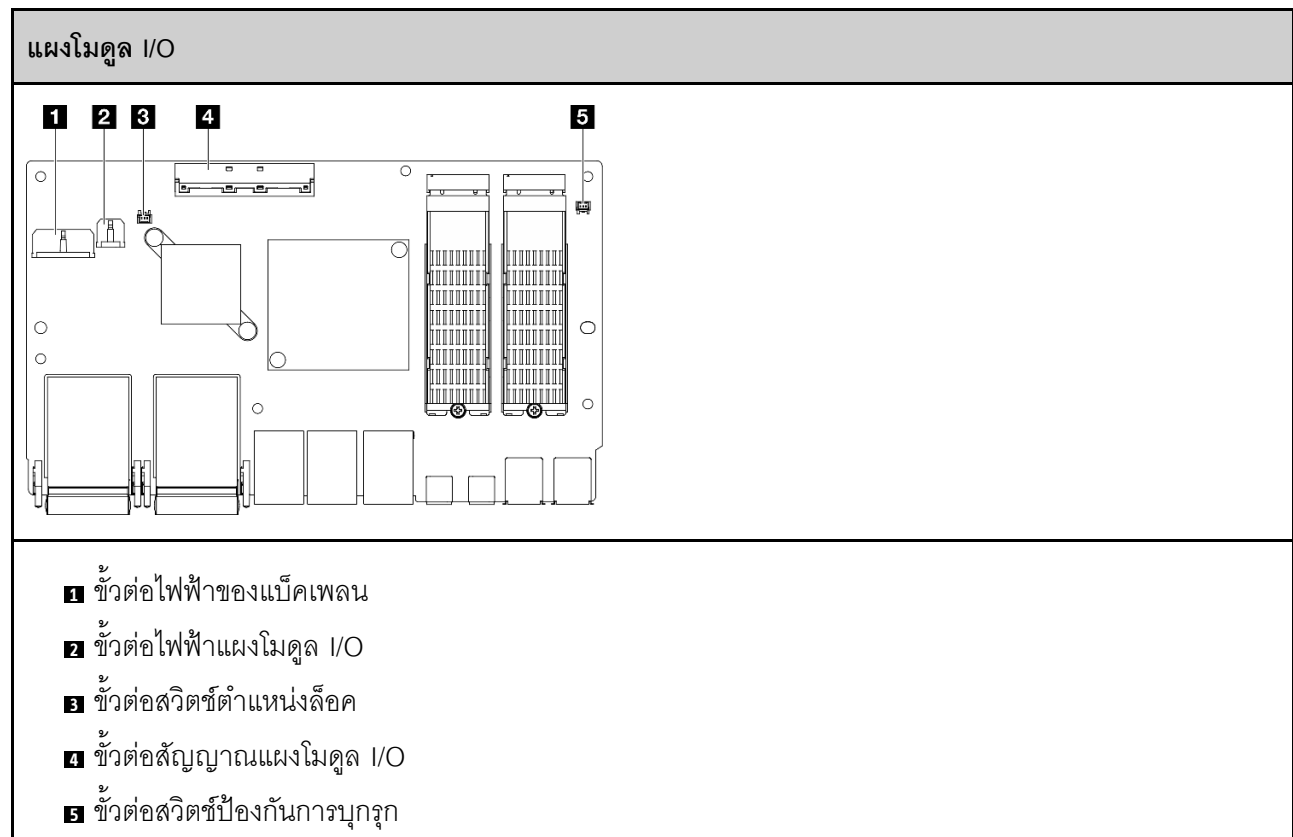 แผงโมดูล I/O
1 2 3 4 5
1 ขั้วต่อไฟฟ้าของแบ็คเพลน
2 ขั้วต่อไฟฟ้าแผงโมดูล I/O
3 ขั้วต่อสวิตช์ตำแหน่งล็อค
4 ขั้วต่อสัญญาณแผงโมดูล I/O
5 ขั้วต่อสวิตช์ป้องกันการบุกรุก